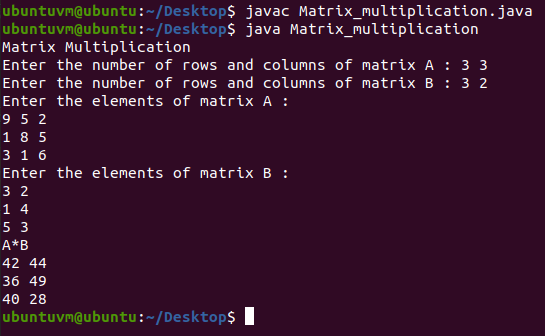 ubuntuvm@ubuntu:~/Desktop$ javac Matrix_multiplication.java
ubuntuvm@ubuntu:~/Desktop$ java Matrix_multiplication
Matrix Multiplication
Enter the number of rows and columns of matrix A : 3 3
Enter the number of rows and columns of matrix B : 3 2
Enter the elements of matrix A :
9 5 2
1 8 5
3 1 6
Enter the elements of matrix B :
3 2
1 4
5 3
A*B
42 44
36 49
40 28
ubuntuvm@ubuntu:~/Desktop$